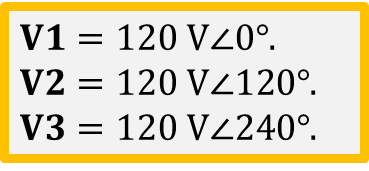 V1 = 120 V∠0°.
V2 = 120 V∠120°.
V3 = 120 V∠240°.